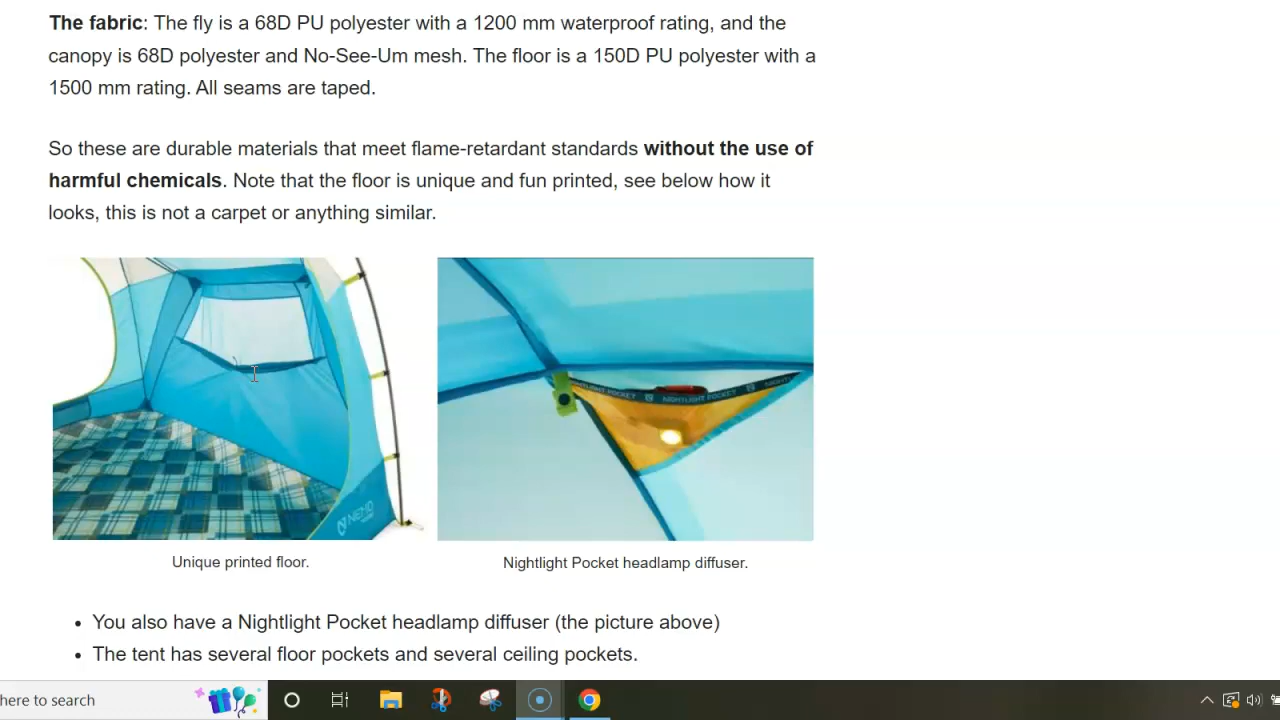 The fabric: The fly is a 68D PU polyester with a 1200 mm waterproof rating, and the
canopy is 68D polyester and No-See-Um mesh. The floor is a 150D PU polyester with a
1500 mm rating. All seams are taped.
So these are durable materials that meet flame-retardant standards without the use of
harmful chemicals. Note that the floor is unique and fun printed, see below how it
looks, this is not a carpet or anything similar.
NEMO
NIGHTLIGHT POCKET
NIGHTLIGHT POCKET
Unique printed floor.
Nightlight Pocket headlamp diffuser.
• You also have a Nightlight Pocket headlamp diffuser (the picture above)
• The tent has several floor pockets and several ceiling pockets.
here to search